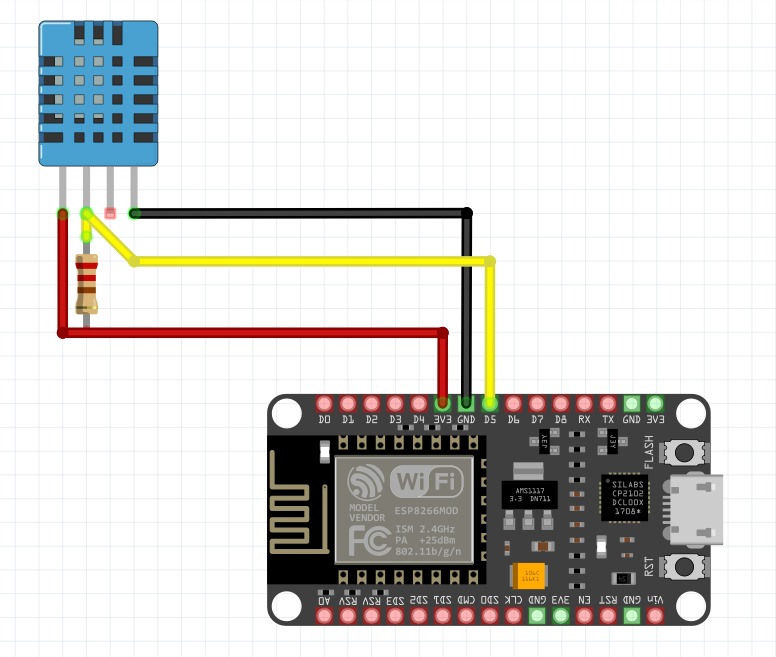 D0 D1 D2 D3 D4 3V3 GND D5 D6 D7 D8 RX TX GND 3V3
FLASH
WiFi
MODEL
VENDOR
ESP8266MOD
FC
ISM 2.4GHz
PA +25dBm
802.11b/g/n
AMS1117
3.3 DN711
SILABS
CP2102
DCL00X
1708*
RST
A0 RSV RSV SD3 SD2 SD1 CMD SD0 CLK GND 3V3 EN RST GND Vin